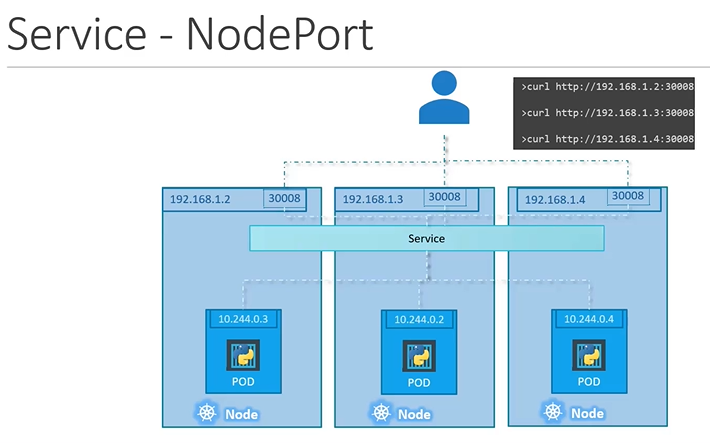 Service - NodePort
>curl http://192.168.1.2:30008
>curl http://192.168.1.3:30008
>curl http://192.168.1.4:30008
192.168.1.2
30008
192.168.1.3
30008
192.168.1.4
30008
Service
10.244.0.3
10.244.0.2
10.244.0.4
POD
POD
POD
Node
Node
Node